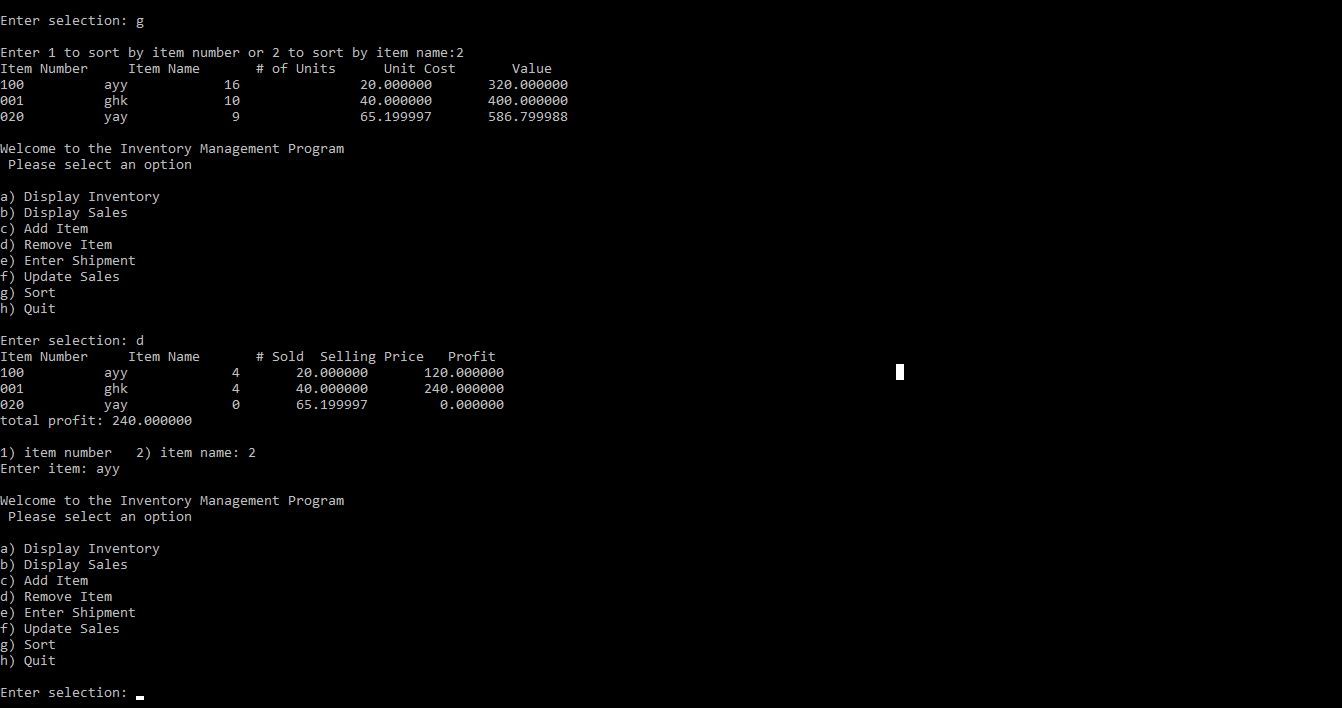 Enter selection: g
Enter 1 to sort by item number or 2 to sort by item name:2
Item Number     Item Name       # of Units      Unit Cost       Value
100          ayy            16               20.000000       320.000000
001          ghk            10               40.000000       400.000000
020          yay             9               65.199997       586.799988
Welcome to the Inventory Management Program
 Please select an option
a) Display Inventory
b) Display Sales
c) Add Item
d) Remove Item
e) Enter Shipment
f) Update Sales
g) Sort
h) Quit
Enter selection: d
Item Number     Item Name       # Sold  Selling Price   Profit
100          ayy             4       20.000000       120.000000
001          ghk             4       40.000000       240.000000
020          yay             0       65.199997         0.000000
total profit: 240.000000
1) item number   2) item name: 2
Enter item: ayy
Welcome to the Inventory Management Program
 Please select an option
a) Display Inventory
b) Display Sales
c) Add Item
d) Remove Item
e) Enter Shipment
f) Update Sales
g) Sort
h) Quit
Enter selection: